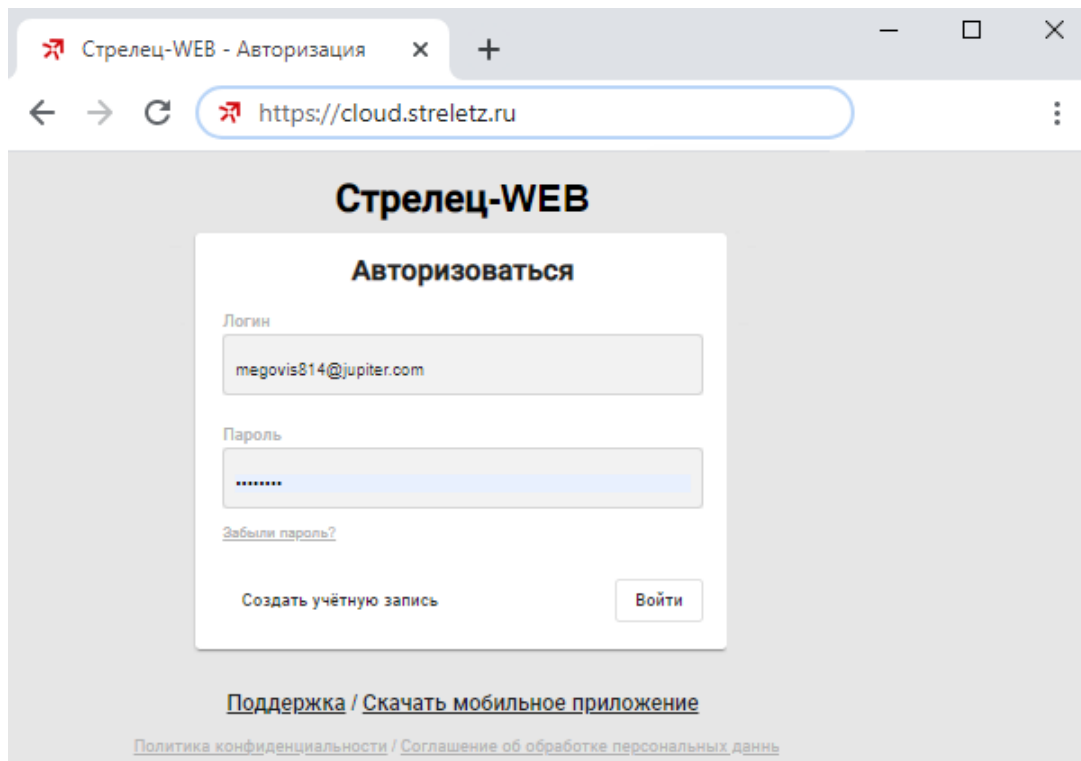 Стрелец-WEB - Авторизация
https://cloud.streletz.ru
Стрелец-WEB
Авторизоваться
Логин
megovis814@jupiter.com
Пароль
••••••••
Забыли пароль?
Создать учётную запись Войти
Поддержка / Скачать мобильное приложение
Политика конфиденциальности / Соглашение об обработке персональных даннь